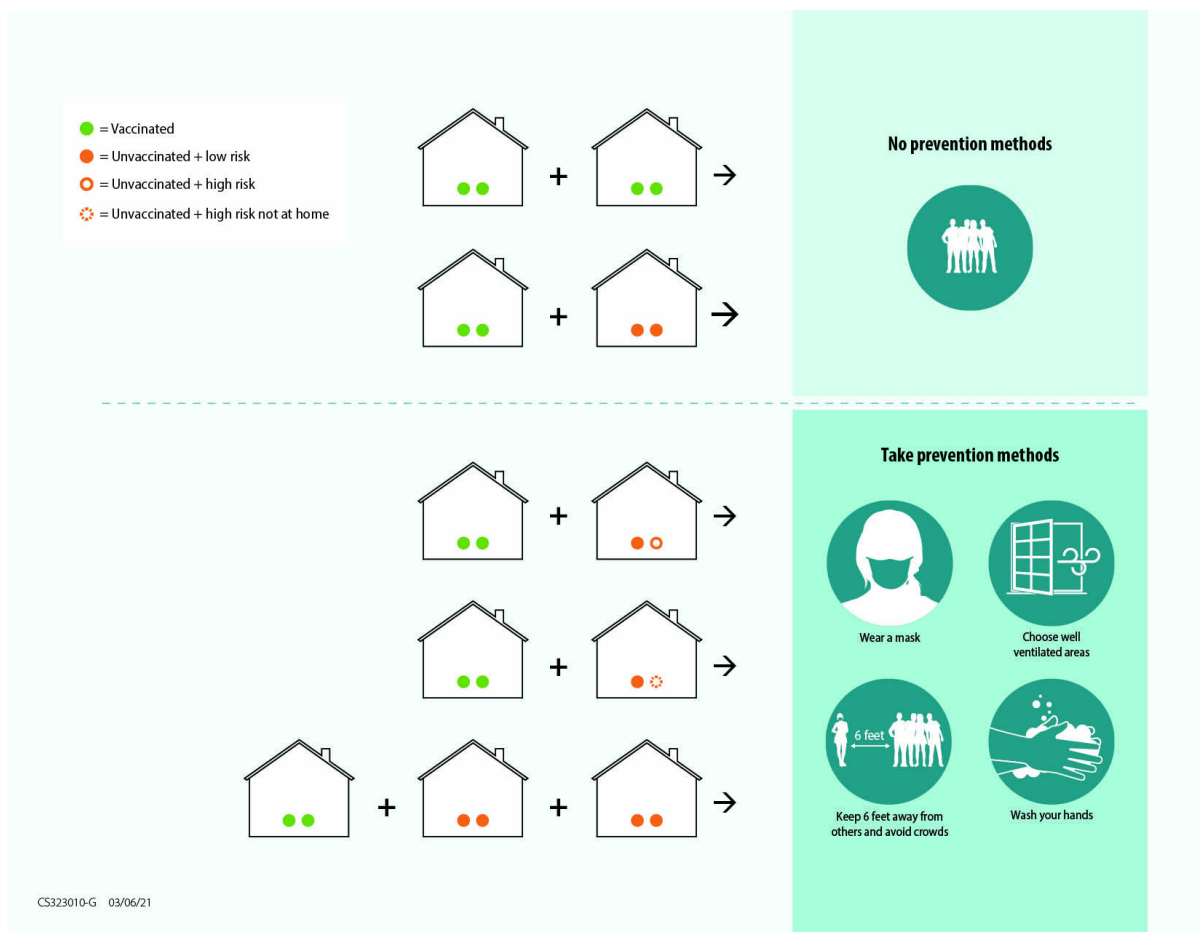 = Vaccinated
= Unvaccinated + low risk
= Unvaccinated + high risk
= Unvaccinated + high risk not at home
+
+
No prevention methods
+
+
+ +
Take prevention methods
Wear a mask
Choose well
ventilated areas
6 feet
Keep 6 feet away from
others and avoid crowds
Wash your hands
CS323010-G 03/06/21